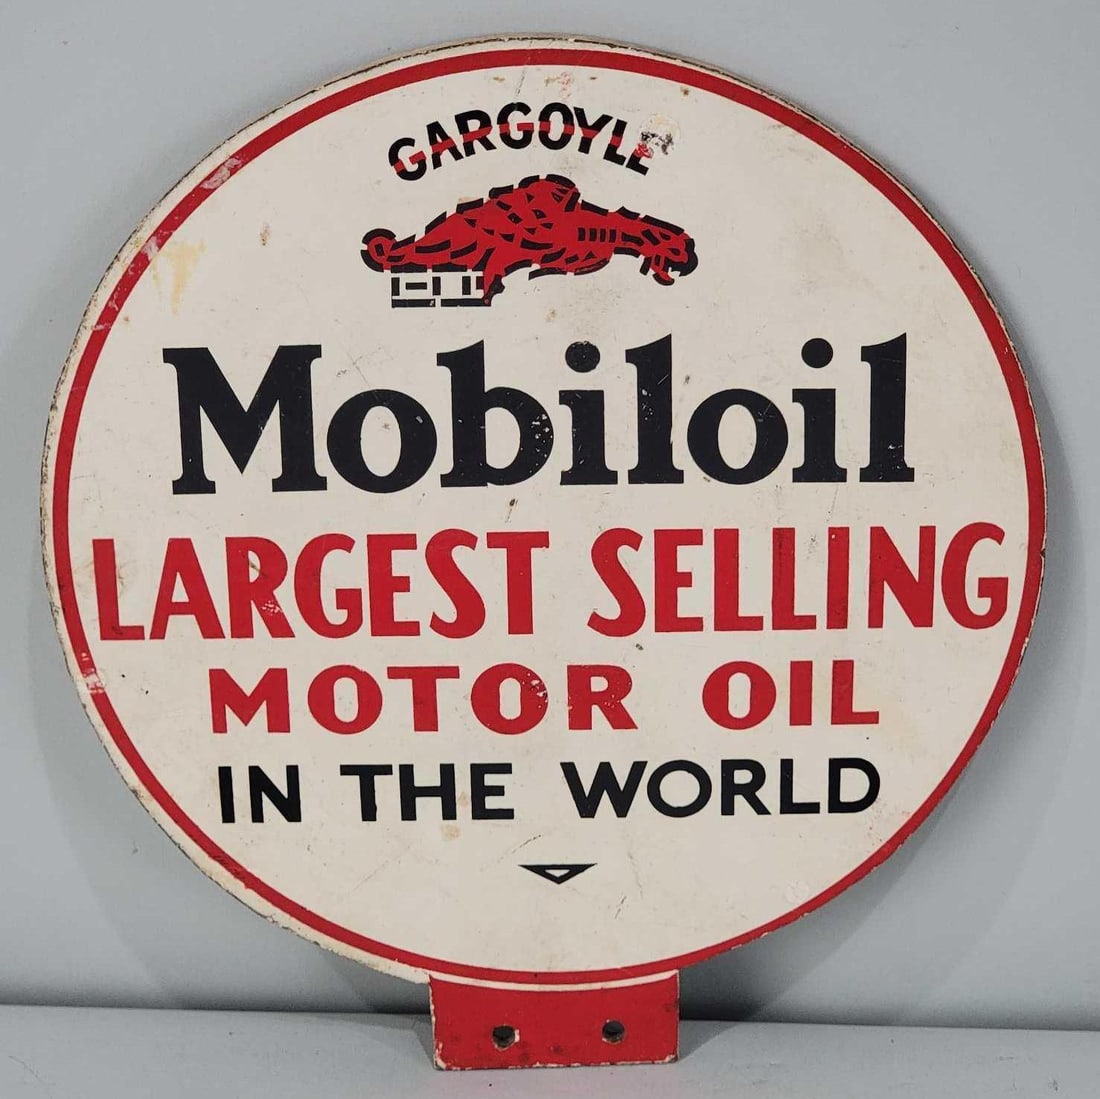 GARGOYLE
Mobiloil
LARGEST SELLING
MOTOR OIL
IN THE WORLD